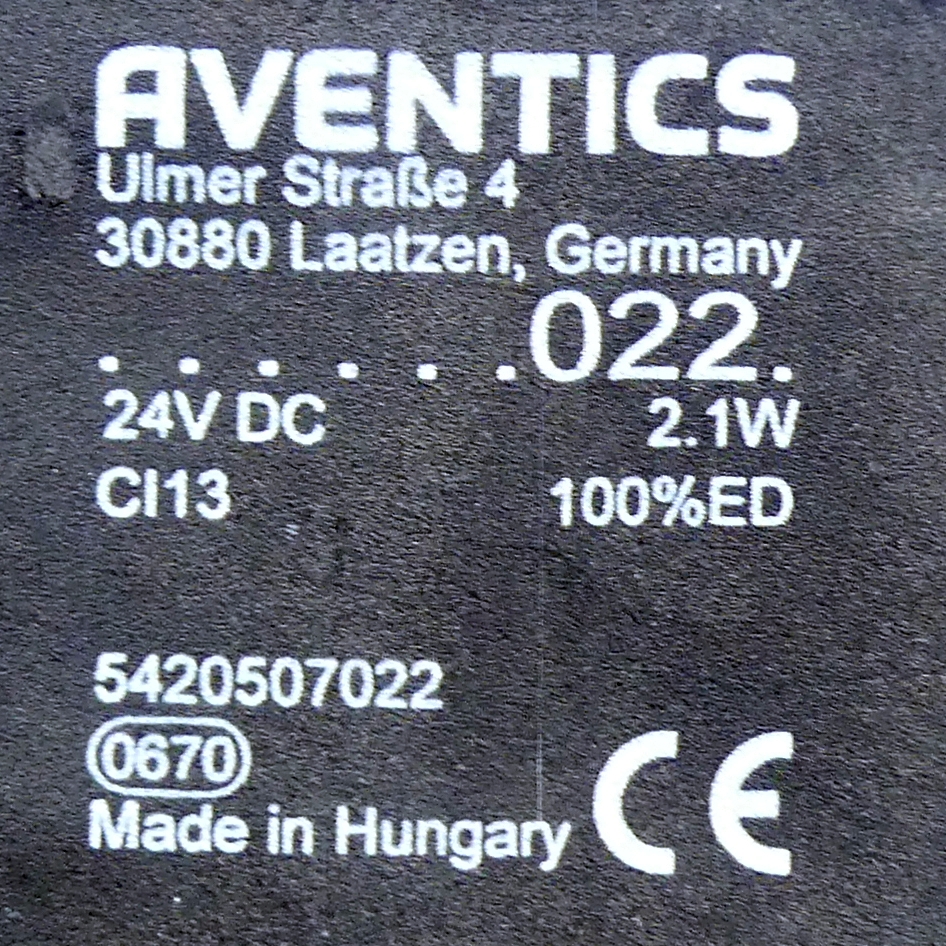 AVENTICS
Ulmer Straße 4
30880 Laatzen, Germany
. . . . . .022.
24V DC 2.1W
CI13 100%ED
5420507022
0670
Made in Hungary CE